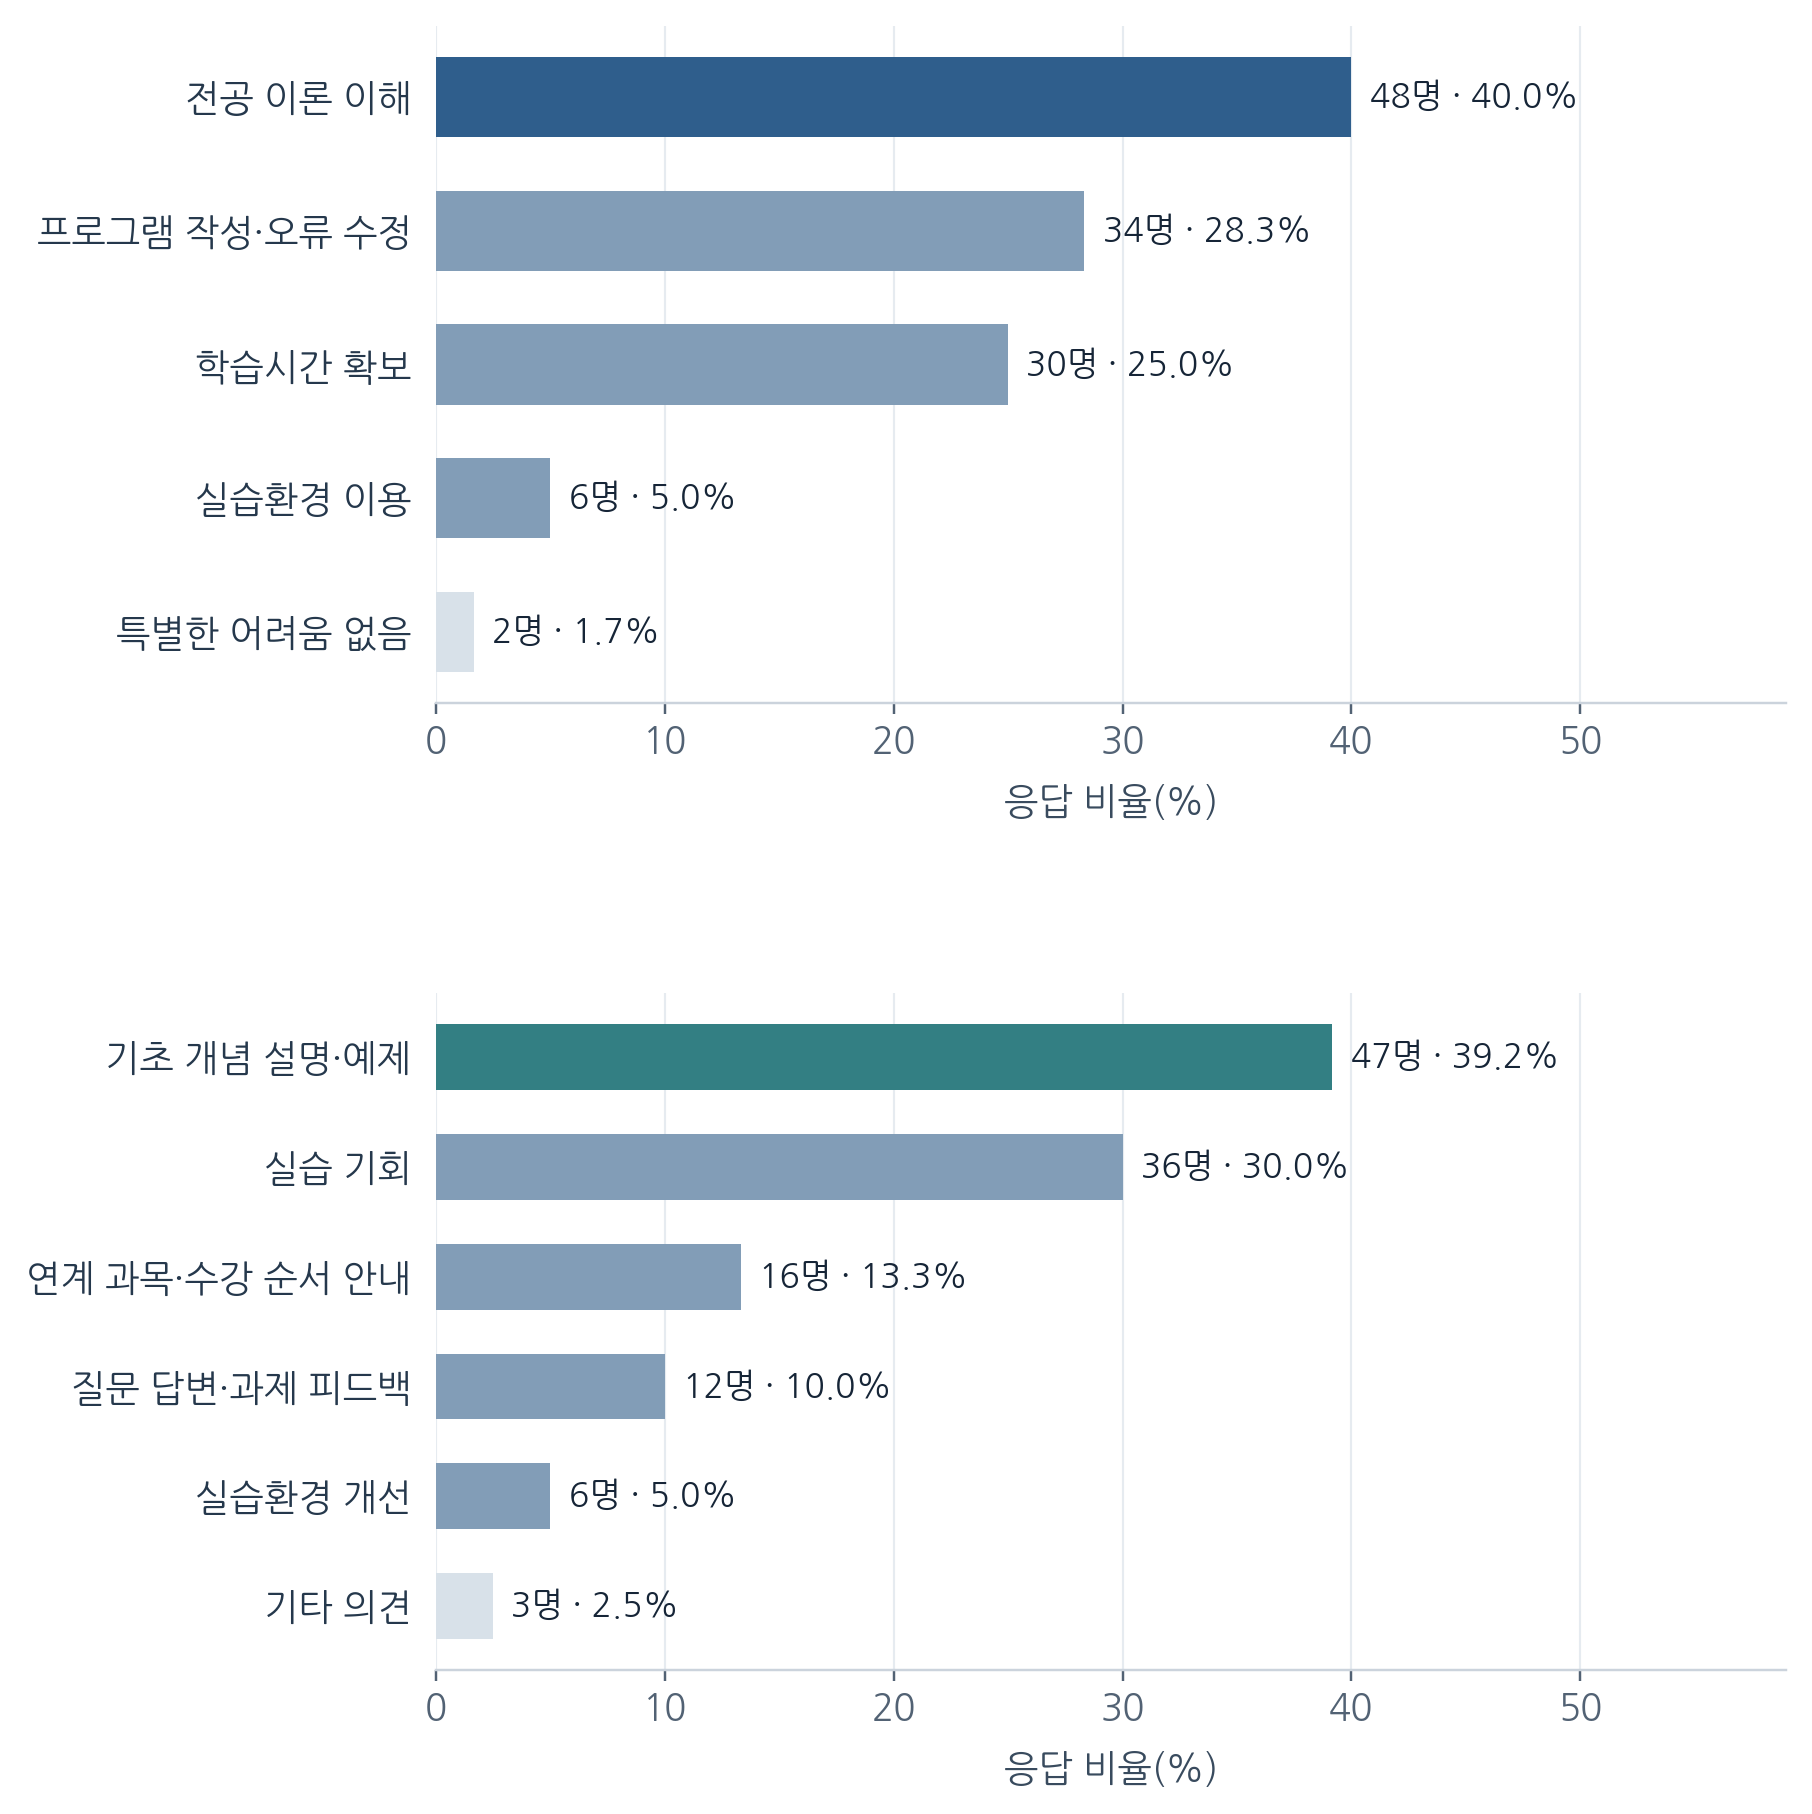 전공 이론 이해 48명 · 40.0%
프로그램 작성·오류 수정 34명 · 28.3%
학습시간 확보 30명 · 25.0%
실습환경 이용 6명 · 5.0%
특별한 어려움 없음 2명 · 1.7%
0 10 20 30 40 50
응답 비율(%)
기초 개념 설명·예제 47명 · 39.2%
실습 기회 36명 · 30.0%
연계 과목·수강 순서 안내 16명 · 13.3%
질문 답변·과제 피드백 12명 · 10.0%
실습환경 개선 6명 · 5.0%
기타 의견 3명 · 2.5%
0 10 20 30 40 50
응답 비율(%)